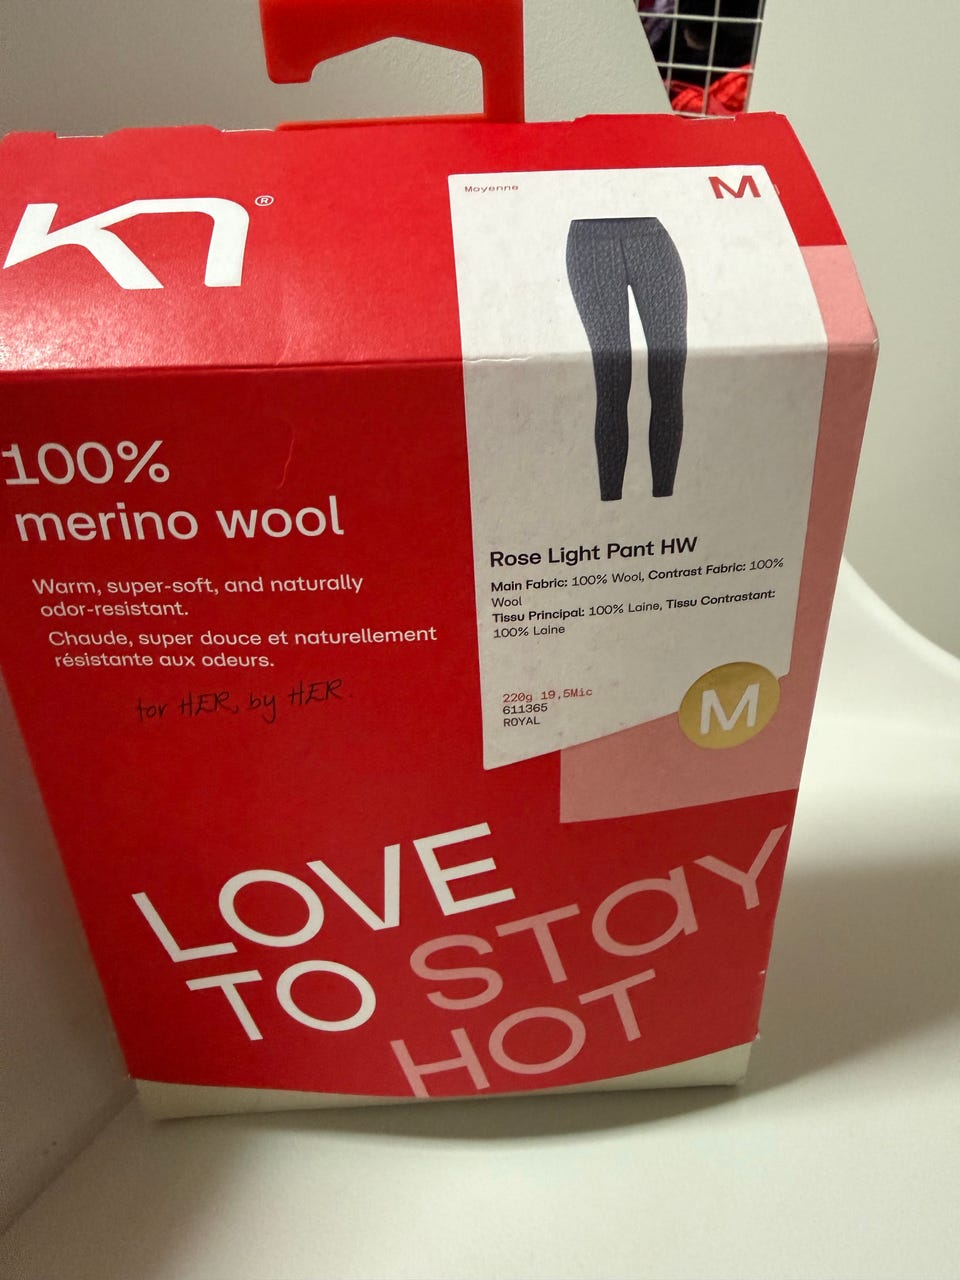 KT®
Moyenne
M
100%
merino wool
Warm, super-soft, and naturally
odor-resistant.
Chaude, super douce et naturellement
résistante aux odeurs.
for HER, by HER
Rose Light Pant HW
Main Fabric: 100% Wool, Contrast Fabric: 100%
Wool
Tissu Principal: 100% Laine, Tissu Contrastant:
100% Laine
220g 19,5Mic
611365
ROYAL
M
LOVE
TO STAY
HOT